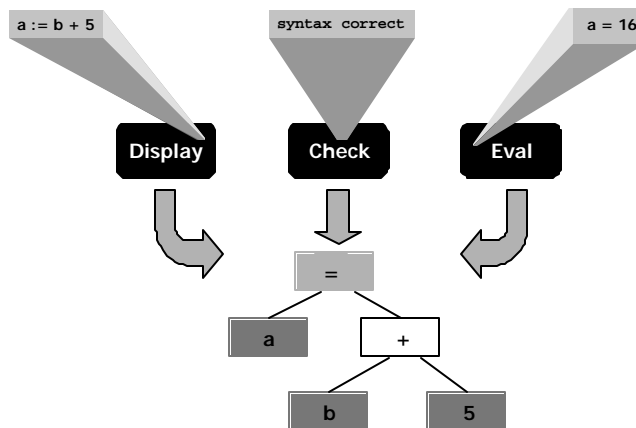 a := b + 5
syntax correct
a = 16
Display
Check
Eval
=
a
+
b
5